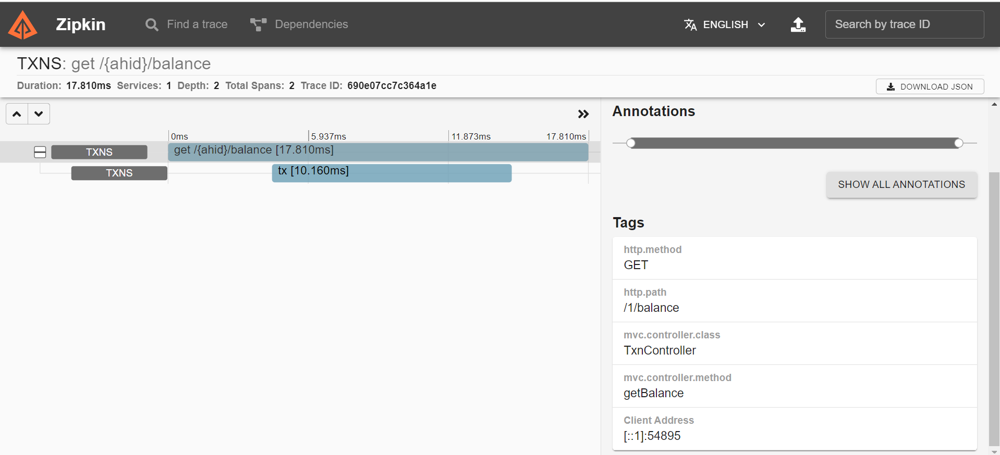 Zipkin
Find a trace
Dependencies
ENGLISH
Search by trace ID
TXNS: get /{ahid}/balance
Duration: 17.810ms Services: 1 Depth: 2 Total Spans: 2 Trace ID: 690e07cc7c364a1e
DOWNLOAD JSON
0ms
5.937ms
11.873ms
17.810ms
TXNS
get /{ahid}/balance [17.810ms]
TXNS
tx [10.160ms]
Annotations
SHOW ALL ANNOTATIONS
Tags
http.method
GET
http.path
/1/balance
mvc.controller.class
TxnController
mvc.controller.method
getBalance
Client Address
[::1]:54895